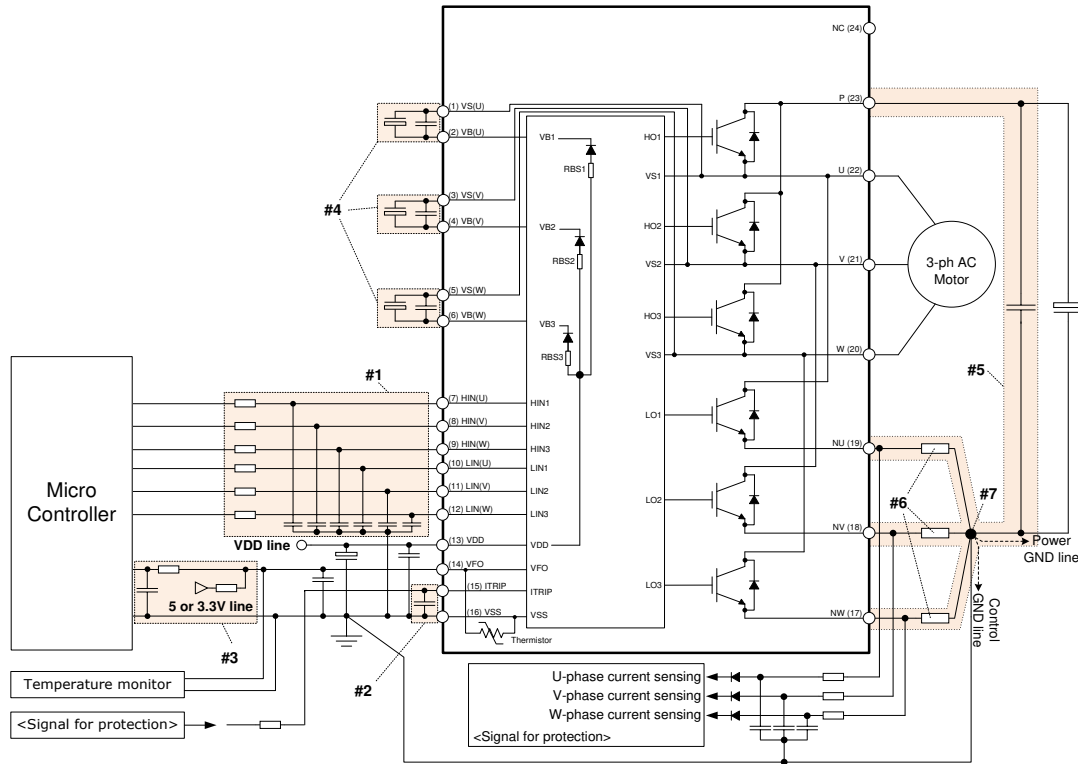 NC (24)
P (23)
(1) VS(U)
(2) VB(U)
VB1
RBS1
HO1
VS1
U (22)
(3) VS(V)
(4) VB(V)
#4
VB2
RBS2
HO2
VS2
V (21)
3-ph AC
Motor
(5) VS(W)
(6) VB(W)
VB3
RBS3
HO3
VS3
W (20)
#5
#1
Micro
Controller
(7) HIN(U)
(8) HIN(V)
(9) HIN(W)
(10) LIN(U)
(11) LIN(V)
(12) LIN(W)
HIN1
HIN2
HIN3
LIN1
LIN2
LIN3
LO1
NU (19)
#6
#7
LO2
NV (18)
Power
GND line
Control
GND line
VDD line
(13) VDD
VDD
(14) VFO
VFO
(15) ITRIP
ITRIP
(16) VSS
VSS
Thermistor
LO3
NW (17)
5 or 3.3V line
#3
#2
Temperature monitor
<Signal for protection>
U-phase current sensing
V-phase current sensing
W-phase current sensing
<Signal for protection>